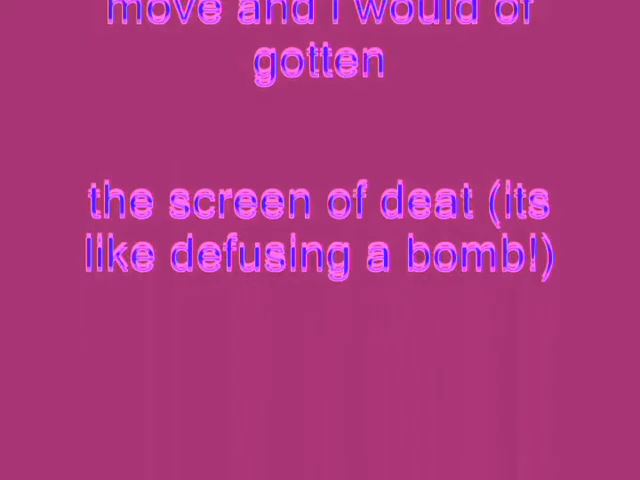 move and I would of
gotten
the screen of deat (its
like defusing a bomb!)